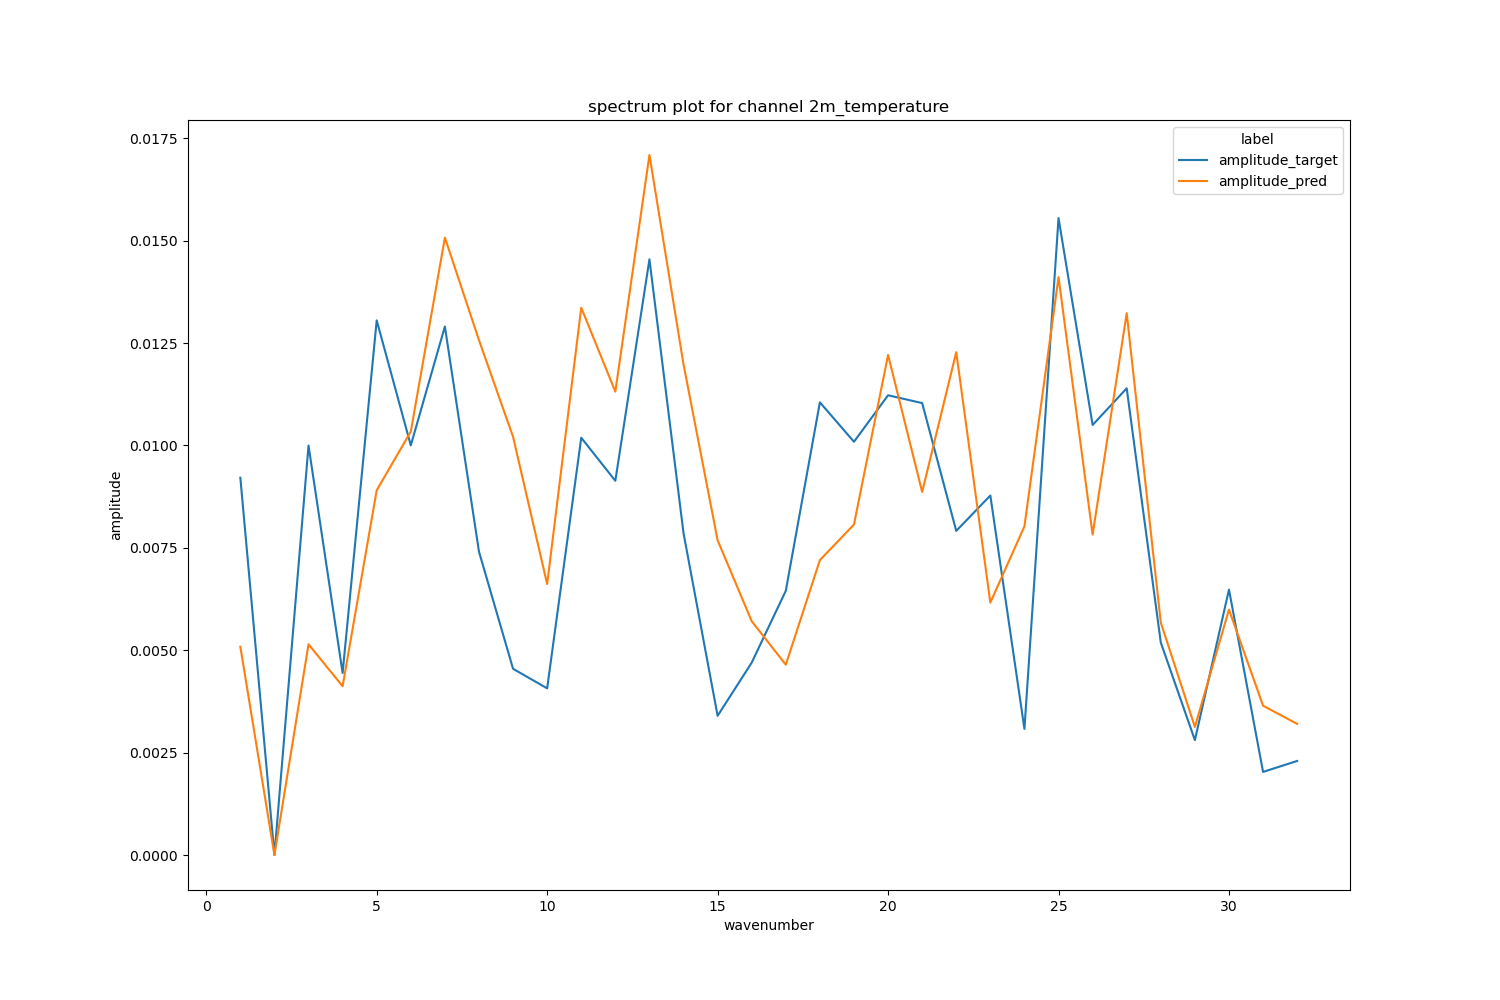 spectrum plot for channel 2m_temperature
label
amplitude_target
amplitude_pred
amplitude
0.0175
0.0150
0.0125
0.0100
0.0075
0.0050
0.0025
0.0000
0 5 10 15 20 25 30
wavenumber